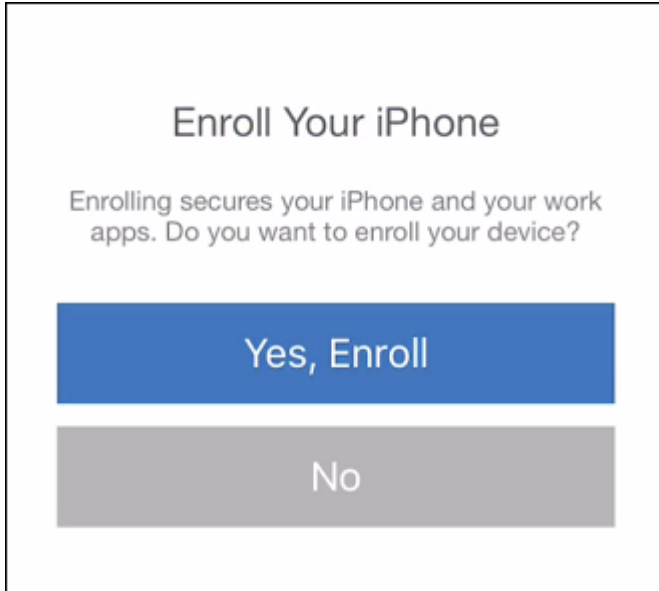 Enroll Your iPhone
Enrolling secures your iPhone and your work
apps. Do you want to enroll your device?
Yes, Enroll
No